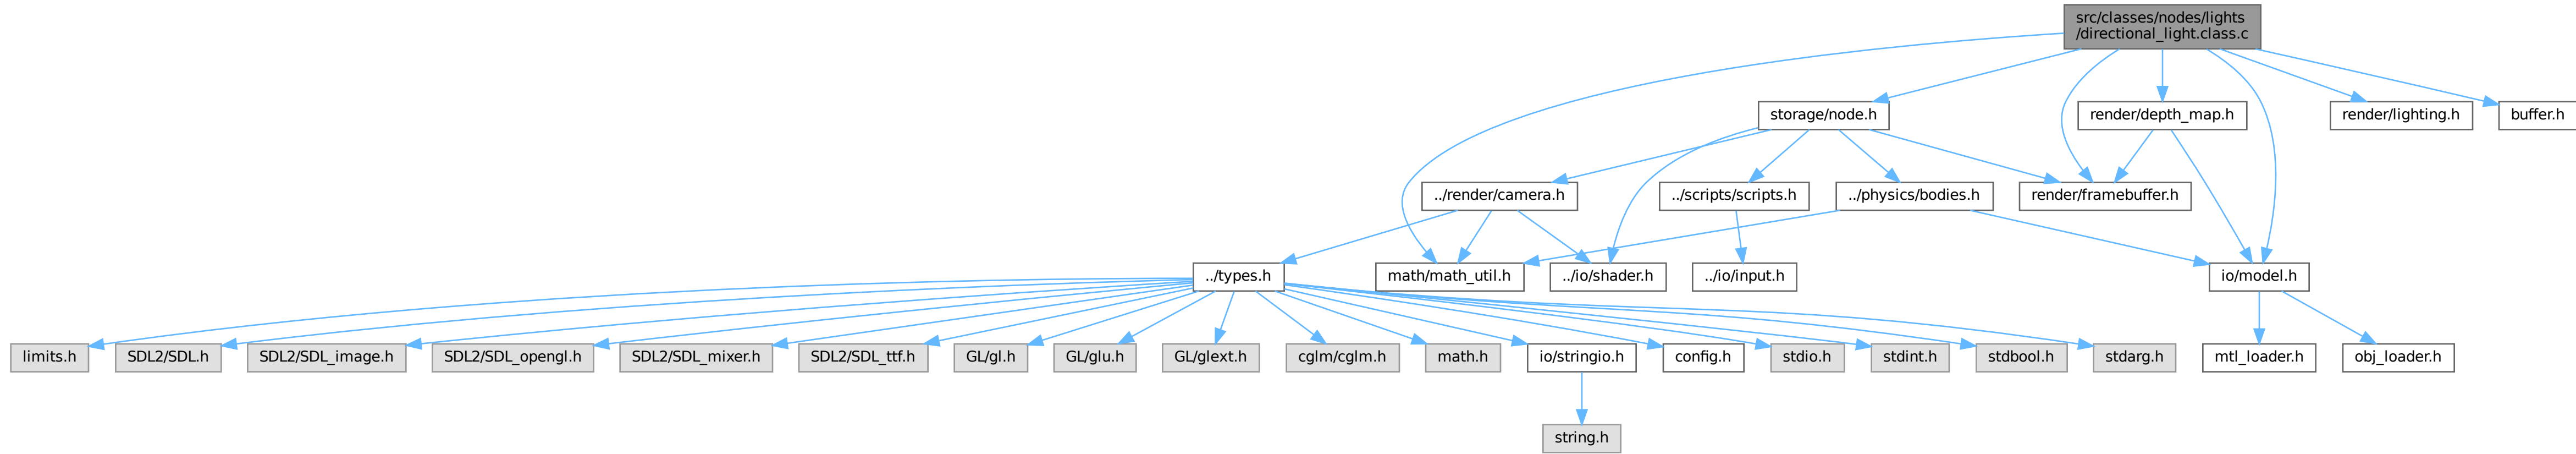 src/classes/nodes/lights
/directional_light.class.c
storage/node.h
render/depth_map.h
render/lighting.h
buffer.h
../render/camera.h
../scripts/scripts.h
../physics/bodies.h
render/framebuffer.h
../types.h
math/math_util.h
../io/shader.h
../io/input.h
io/model.h
limits.h
SDL2/SDL.h
SDL2/SDL_image.h
SDL2/SDL_opengl.h
SDL2/SDL_mixer.h
SDL2/SDL_ttf.h
GL/gl.h
GL/glu.h
GL/glext.h
cglm/cglm.h
math.h
io/stringio.h
config.h
stdio.h
stdint.h
stdbool.h
stdarg.h
mtl_loader.h
obj_loader.h
string.h